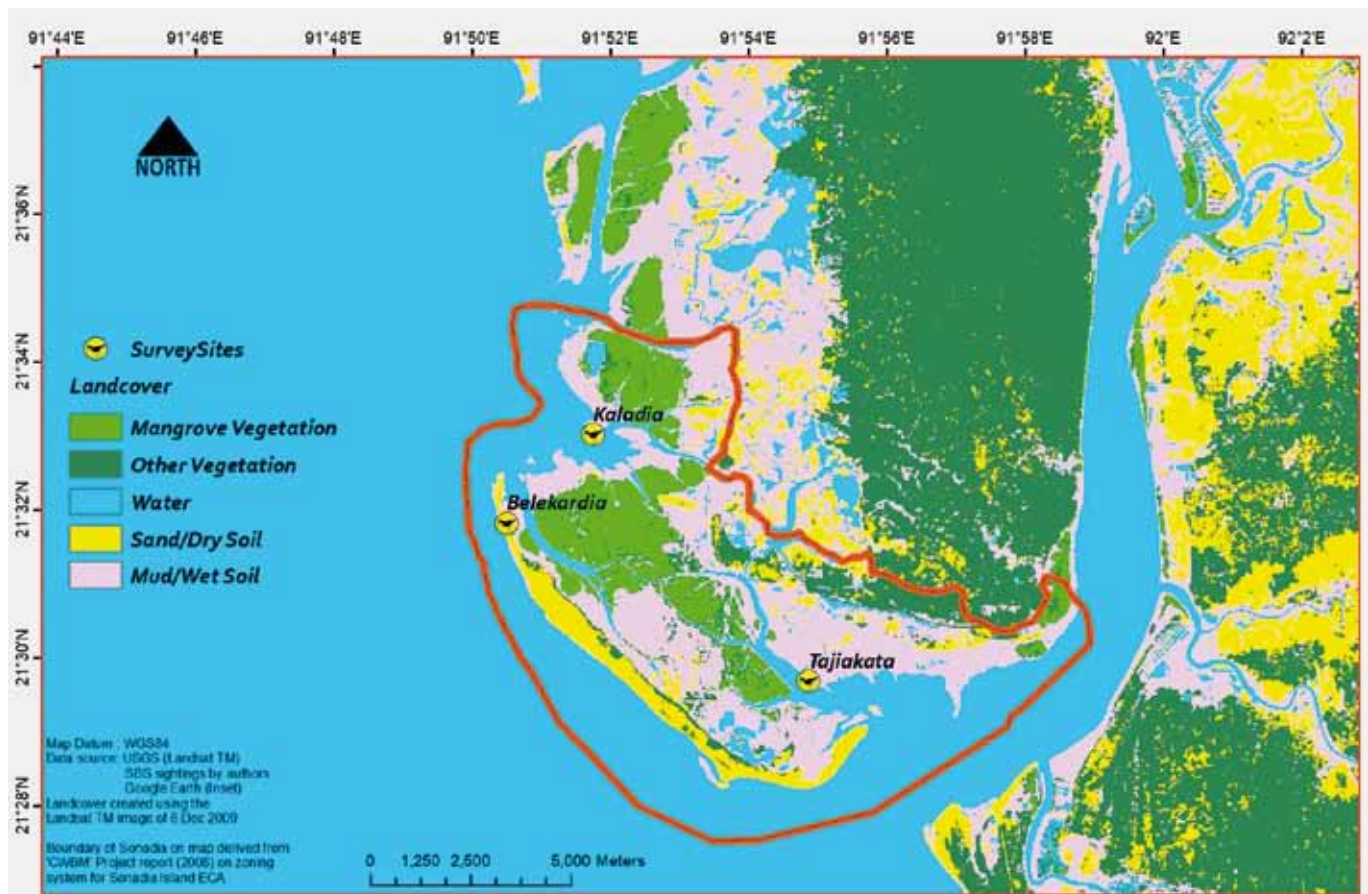 91°44'E 91°46'E 91°48'E 91°50'E 91°52'E 91°54'E 91°56'E 91°58'E 92°E 92°2'E
NORTH
21°36'N
21°34'N
21°32'N
21°30'N
21°28'N
SurveySites
Landcover
Mangrove Vegetation
Other Vegetation
Water
Sand/Dry Soil
Mud/Wet Soil
Kaladia
Belekardia
Tajiakata
Map Datum : WGS84
Data source: USGS (Landsat TM)
SBS sightings by authors
Google Earth (Inset)
Landcover created using the
Landsat TM image of 6 Dec 2009
Boundary of Sonadia on map derived from
'CWBM' Project report (2006) on zoning
system for Sonadia Island ECA
0 1,250 2,500 5,000 Meters